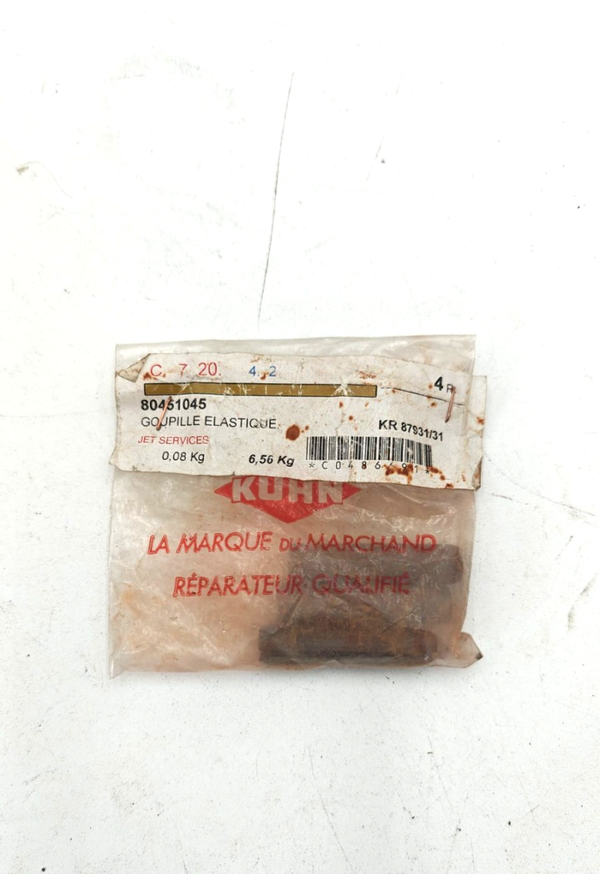 C. 7 20. 4. 2
4
80451045
GOUPILLE ELASTIQUE
KR 87931/31
JET SERVICES
0,08 Kg 6,56 Kg
KUHN
LA MARQUE DU MARCHAND
RÉPARATEUR QUALIFIÉ